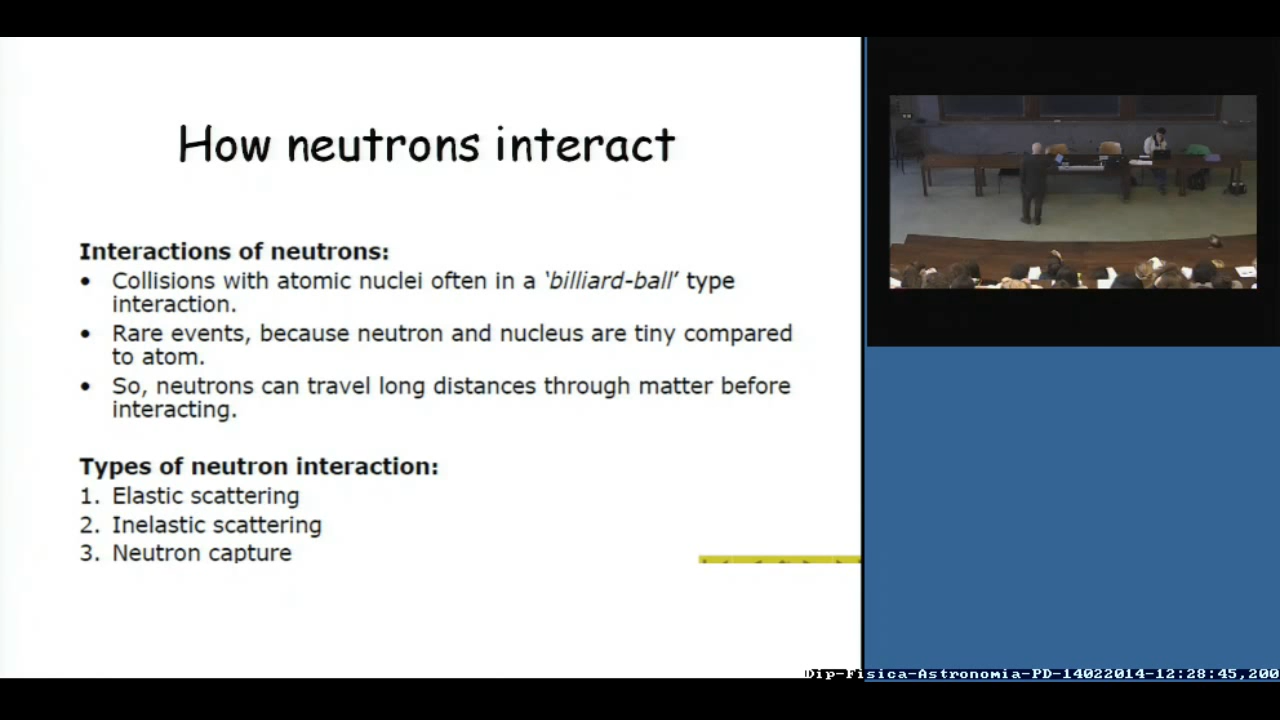 How neutrons interact
Interactions of neutrons:
• Collisions with atomic nuclei often in a ‘billiard-ball’ type
interaction.
• Rare events, because neutron and nucleus are tiny compared
to atom.
• So, neutrons can travel long distances through matter before
interacting.
Types of neutron interaction:
1. Elastic scattering
2. Inelastic scattering
3. Neutron capture
Dip-Fisica-Astronomia-PD-14022014-12:28:45,200